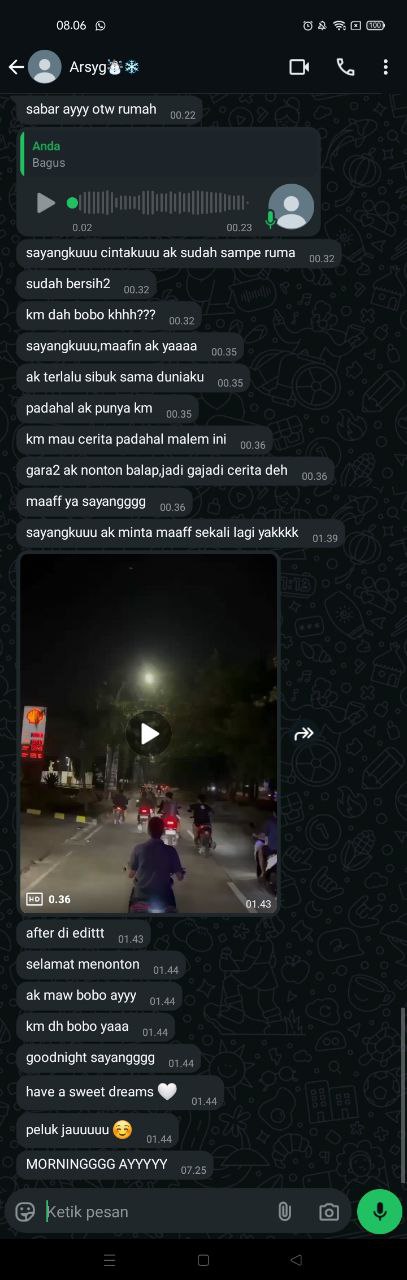 08.06
100
Arsyg⛄❄
sabar ayyy otw rumah 00.22
Anda
Bagus
0.02 00.23
sayangkuuu cintakuuu ak sudah sampe ruma 00.32
sudah bersih2 00.32
km dah bobo khhh??? 00.32
sayangkuuu,maafin ak yaaaa 00.35
ak terlalu sibuk sama duniaku 00.35
padahal ak punya km 00.35
km mau cerita padahal malem ini 00.36
gara2 ak nonton balap,jadi gajadi cerita deh 00.36
maaff ya sayangggg 00.36
sayangkuuu ak minta maaff sekali lagi yakkkk 01.39
HD 0.36 01.43
after di edittt 01.43
selamat menonton 01.44
ak maw bobo ayyy 01.44
km dh bobo yaaa 01.44
goodnight sayangggg 01.44
have a sweet dreams 🤍 01.44
peluk jauuuuu ☺️ 01.44
MORNINGGGG AYYYYY 07.25
Ketik pesan